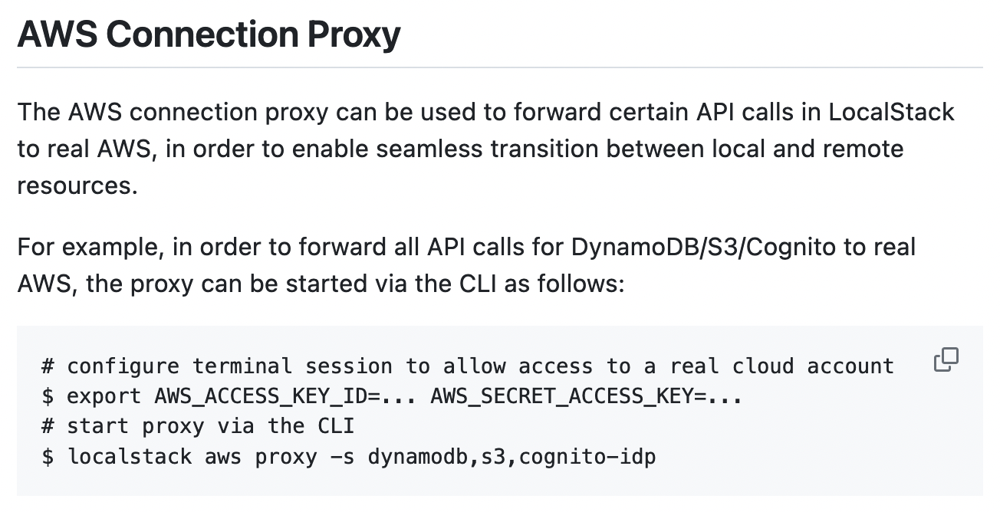 AWS Connection Proxy
The AWS connection proxy can be used to forward certain API calls in LocalStack
to real AWS, in order to enable seamless transition between local and remote
resources.
For example, in order to forward all API calls for DynamoDB/S3/Cognito to real
AWS, the proxy can be started via the CLI as follows:
# configure terminal session to allow access to a real cloud account
$ export AWS_ACCESS_KEY_ID=... AWS_SECRET_ACCESS_KEY=...
# start proxy via the CLI
$ localstack aws proxy -s dynamodb,s3,cognito-idp